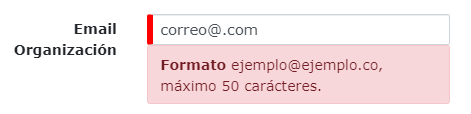 Email
Organización
correo@.com
Formato ejemplo@ejemplo.co,
máximo 50 carácteres.